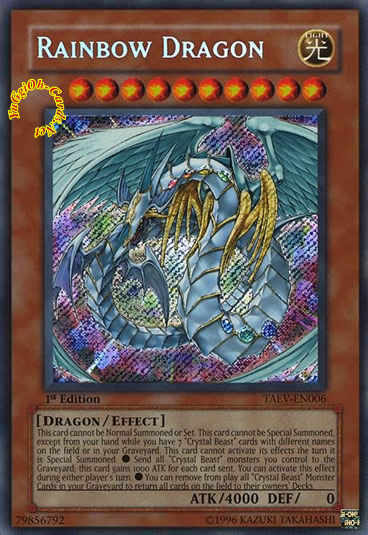 RAINBOW DRAGON
LIGHT
光
YuGgiOh-Cards.Net
1st Edition
TAEV-EN006
[DRAGON/EFFECT]
This card cannot be Normal Summoned or Set. This card cannot be Special Summoned,
except from your hand while you have 7 "Crystal Beast" cards with different names
on the field or in your Graveyard. This card cannot activate its effects the turn it
is Special Summoned. ● Send all "Crystal Beast" monsters you control to the
Graveyard; this card gains 1000 ATK for each card sent. You can activate this effect
during either player's turn. ● You can remove from play all "Crystal Beast" Monster
Cards in your Graveyard to return all cards on the field to their owners' Decks.
ATK/4000 DEF/ 0
79856792
©1996 KAZUKI TAKAHASHI